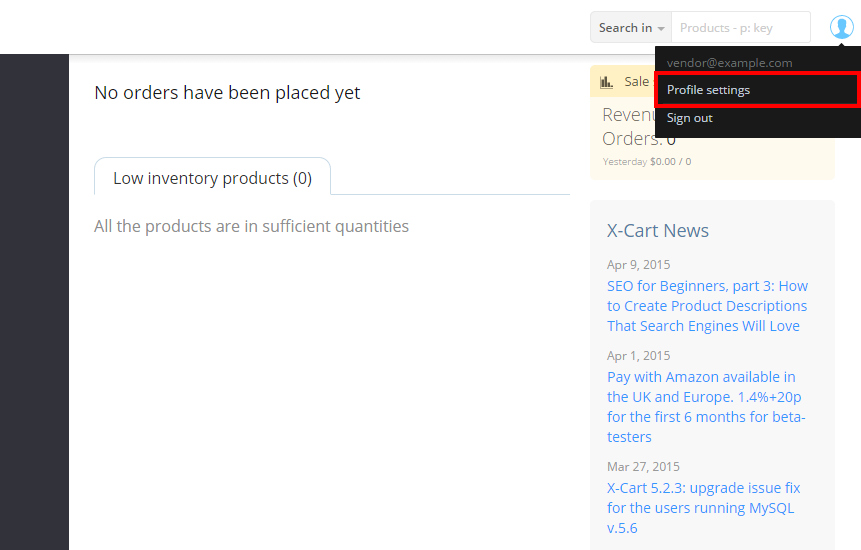 Search in
Products - p: key
vendor@example.com
Profile settings
Sign out
No orders have been placed yet
Sale
Orders: 0
Yesterday $0.00 / 0
Low inventory products (0)
All the products are in sufficient quantities
X-Cart News
Apr 9, 2015
SEO for Beginners, part 3: How
to Create Product Descriptions
That Search Engines Will Love
Apr 1, 2015
Pay with Amazon available in
the UK and Europe. 1.4%+20p
for the first 6 months for beta-
testers
Mar 27, 2015
X-Cart 5.2.3: upgrade issue fix
for the users running MySQL
v.5.6